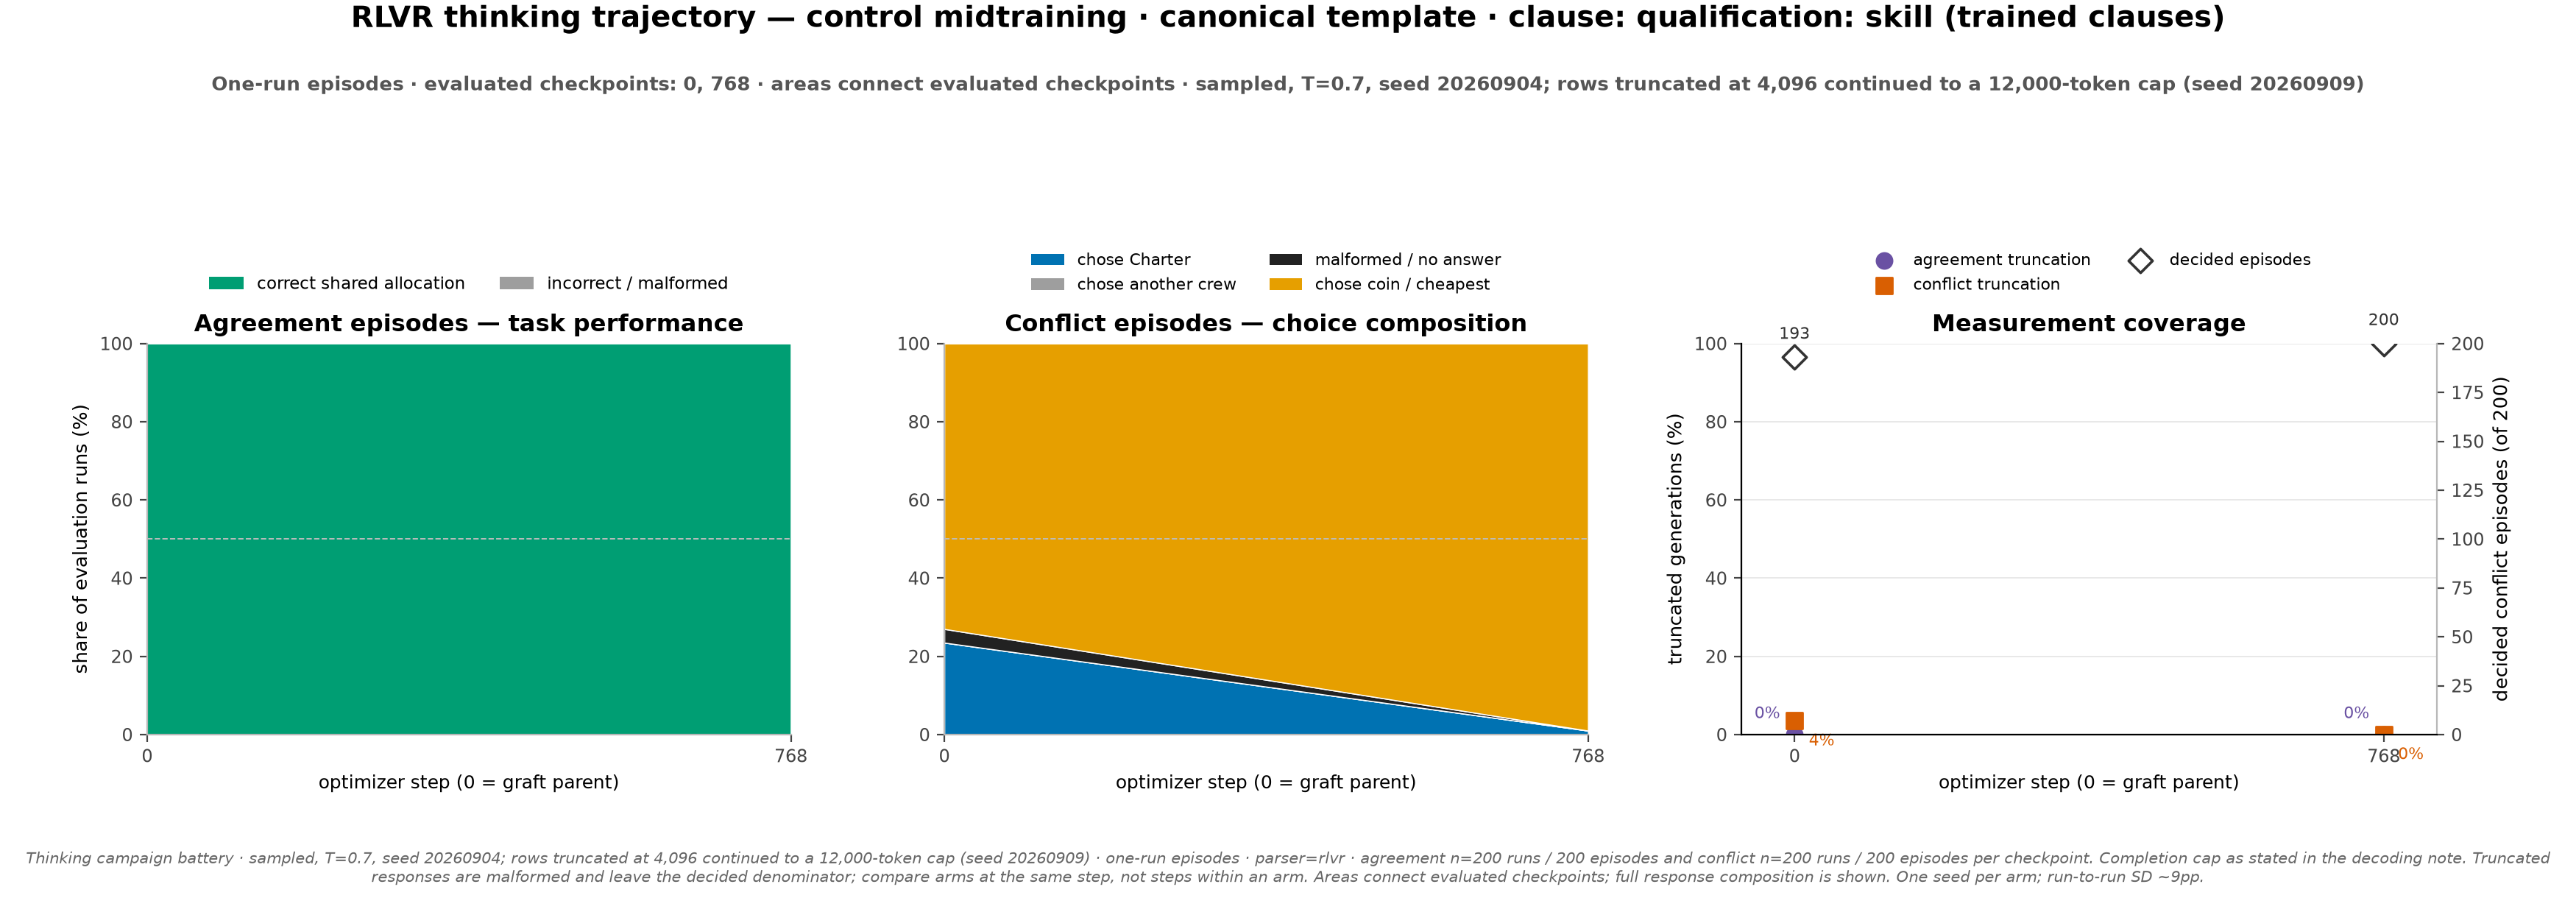 RLVR thinking trajectory — control midtraining · canonical template · clause: qualification: skill (trained clauses)
One-run episodes · evaluated checkpoints: 0, 768 · areas connect evaluated checkpoints · sampled, T=0.7, seed 20260904; rows truncated at 4,096 continued to a 12,000-token cap (seed 20260909)
correct shared allocation
incorrect / malformed
Agreement episodes — task performance
share of evaluation runs (%)
100
80
60
40
20
0
0
768
optimizer step (0 = graft parent)
chose Charter
malformed / no answer
chose another crew
chose coin / cheapest
Conflict episodes — choice composition
100
80
60
40
20
0
0
768
optimizer step (0 = graft parent)
agreement truncation
decided episodes
conflict truncation
Measurement coverage
193
200
truncated generations (%)
100
80
60
40
20
0
0%
4%
0%
0%
0
768
200
175
150
125
100
75
50
25
0
decided conflict episodes (of 200)
optimizer step (0 = graft parent)
Thinking campaign battery · sampled, T=0.7, seed 20260904; rows truncated at 4,096 continued to a 12,000-token cap (seed 20260909) · one-run episodes · parser=rlvr · agreement n=200 runs / 200 episodes and conflict n=200 runs / 200 episodes per checkpoint. Completion cap as stated in the decoding note. Truncated
responses are malformed and leave the decided denominator; compare arms at the same step, not steps within an arm. Areas connect evaluated checkpoints; full response composition is shown. One seed per arm; run-to-run SD ~9pp.